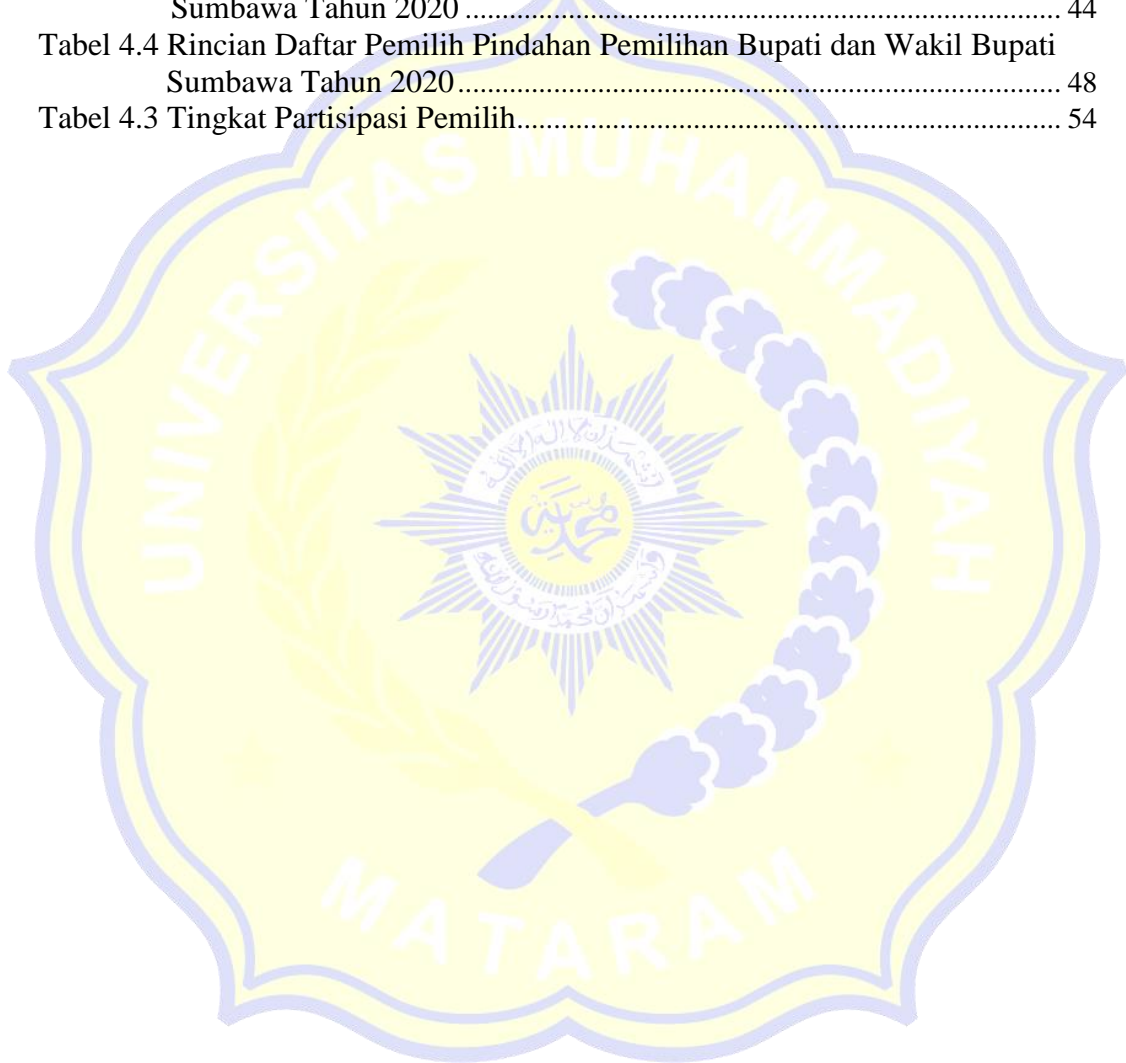 Sumbawa Tahun 2020 ................................................................................. 44
Tabel 4.4 Rincian Daftar Pemilih Pindahan Pemilihan Bupati dan Wakil Bupati
Sumbawa Tahun 2020 .................................................................................. 48
Tabel 4.3 Tingkat Partisipasi Pemilih.......................................................................... 54
UNIVERSITAS MUHAMMADIYAH
MATARAM